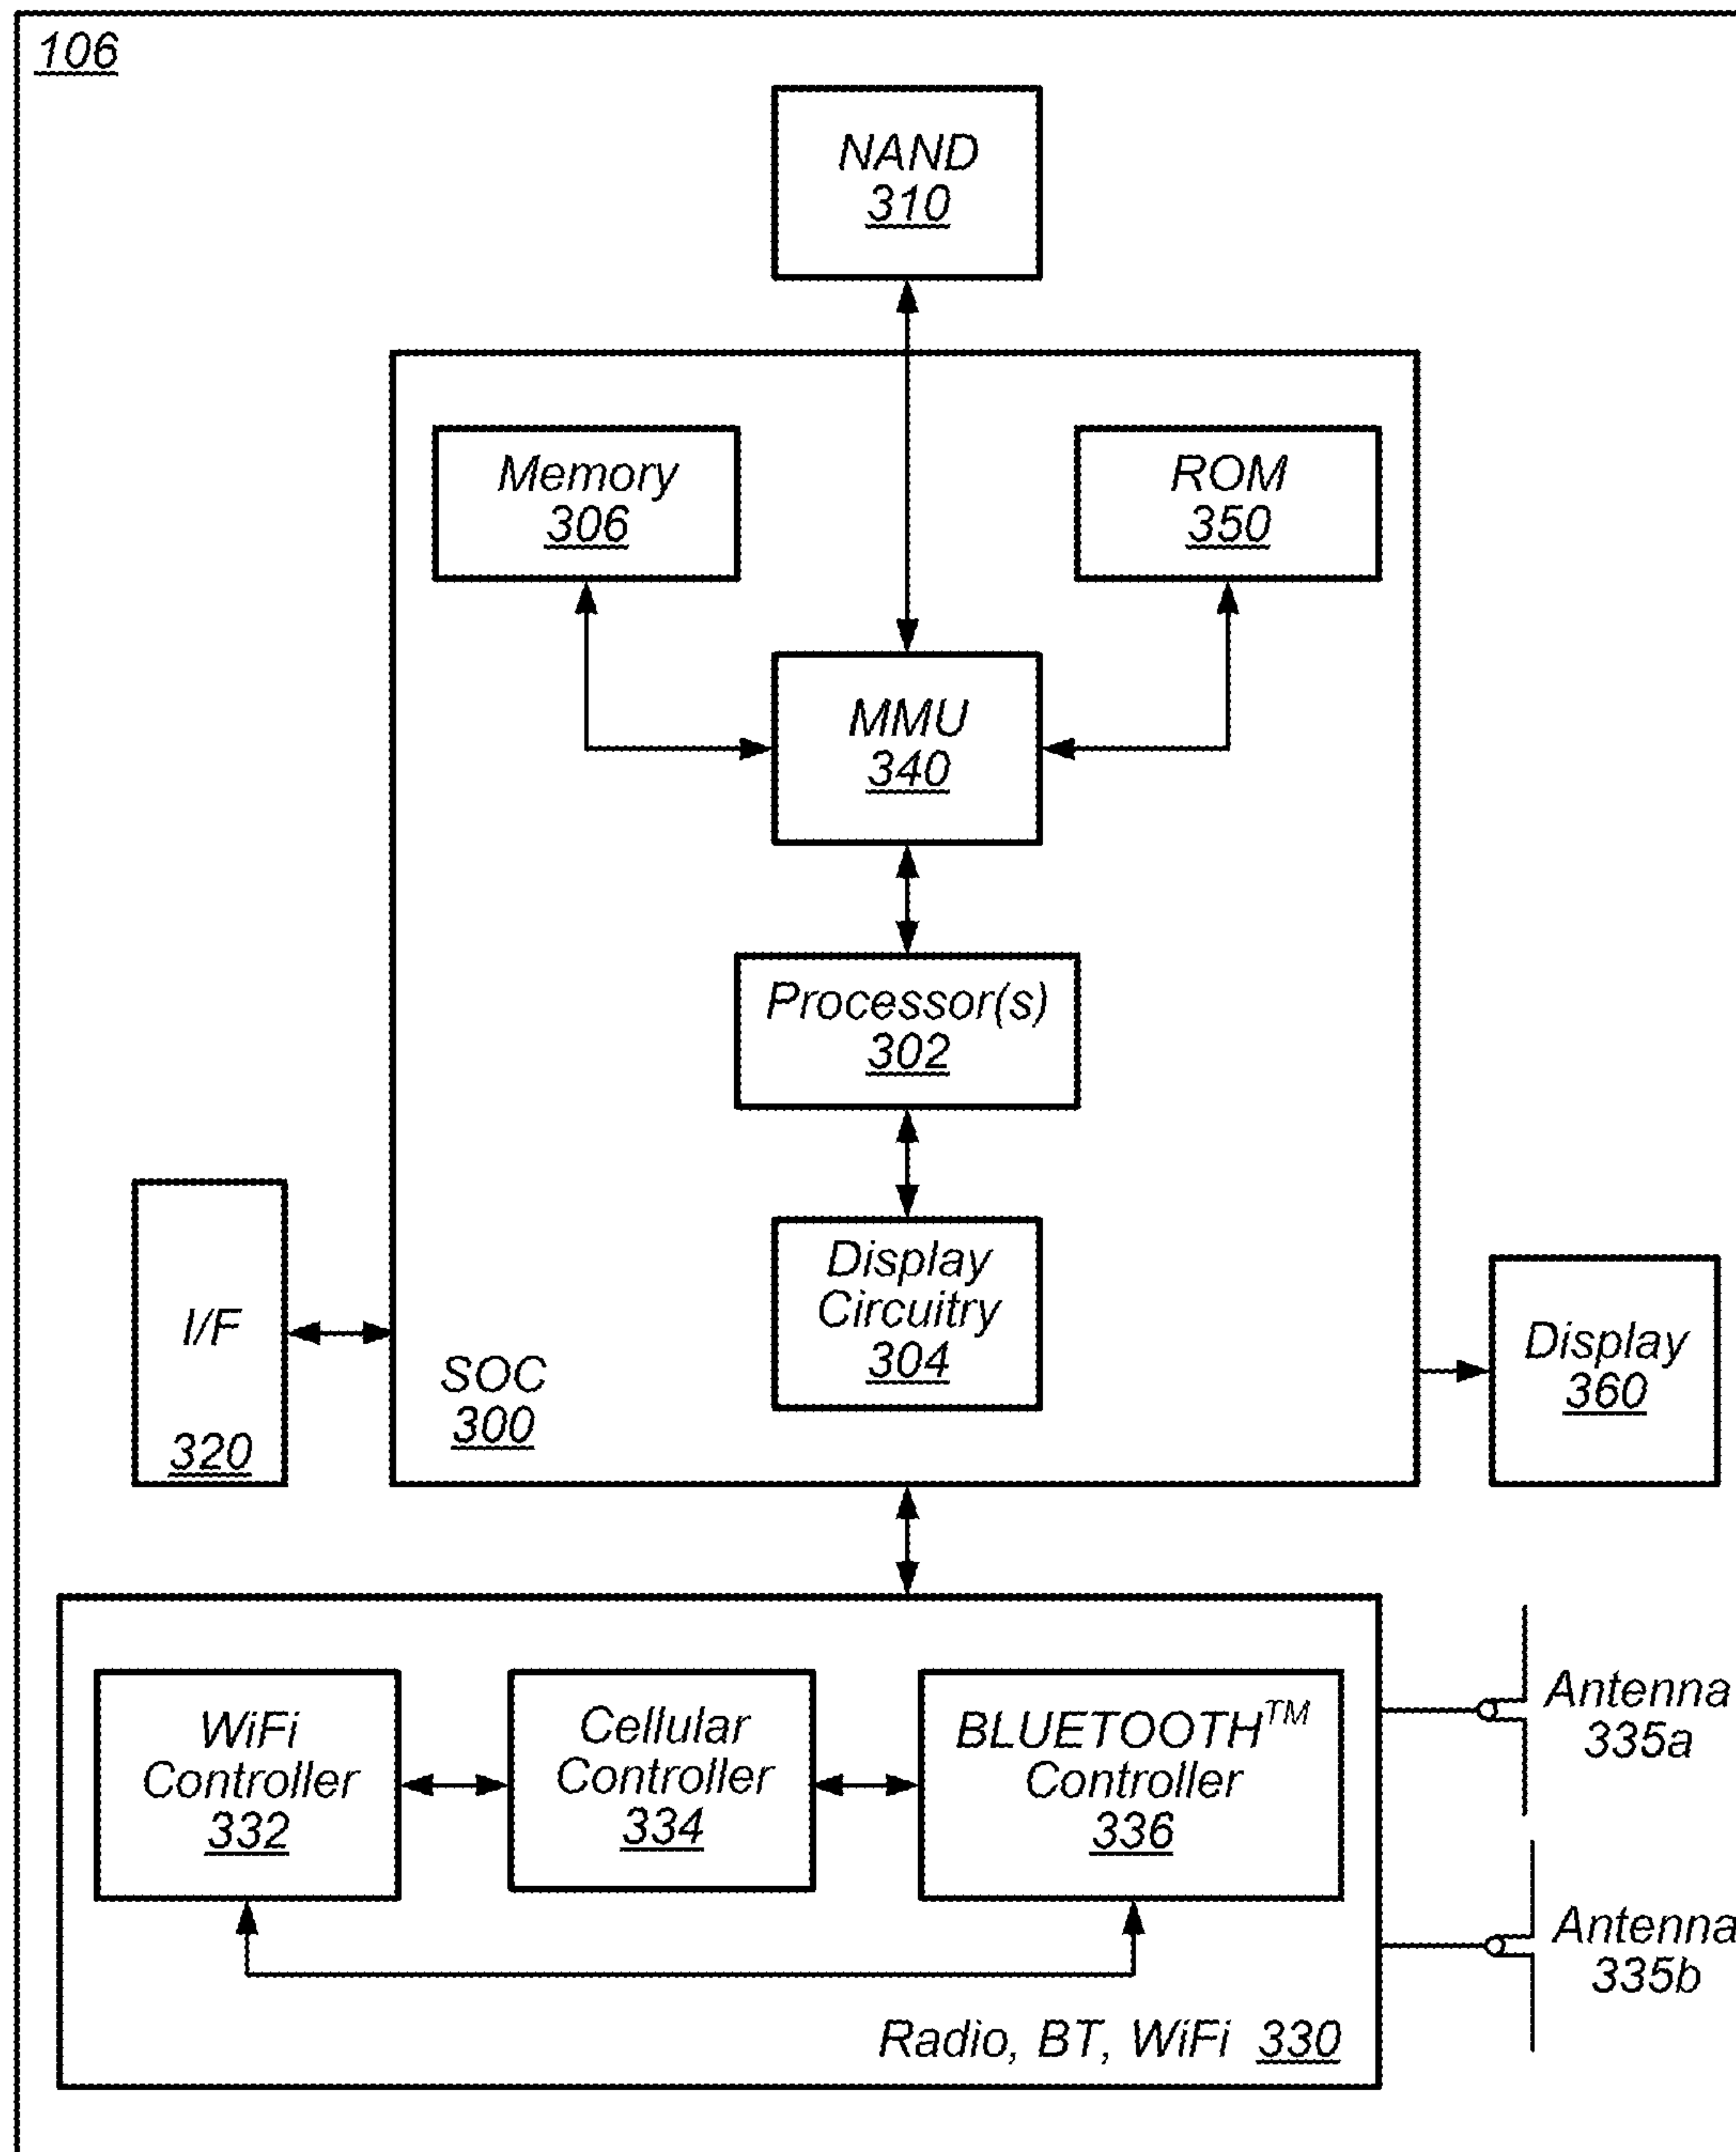 106
NAND
310
Memory
306
ROM
350
MMU
340
Processor(s)
302
Display
Circuitry
304
I/F
320
SOC
300
Display
360
WiFi
Controller
332
Cellular
Controller
334
BLUETOOTH™
Controller
336
Antenna
335a
Antenna
335b
Radio, BT, WiFi 330